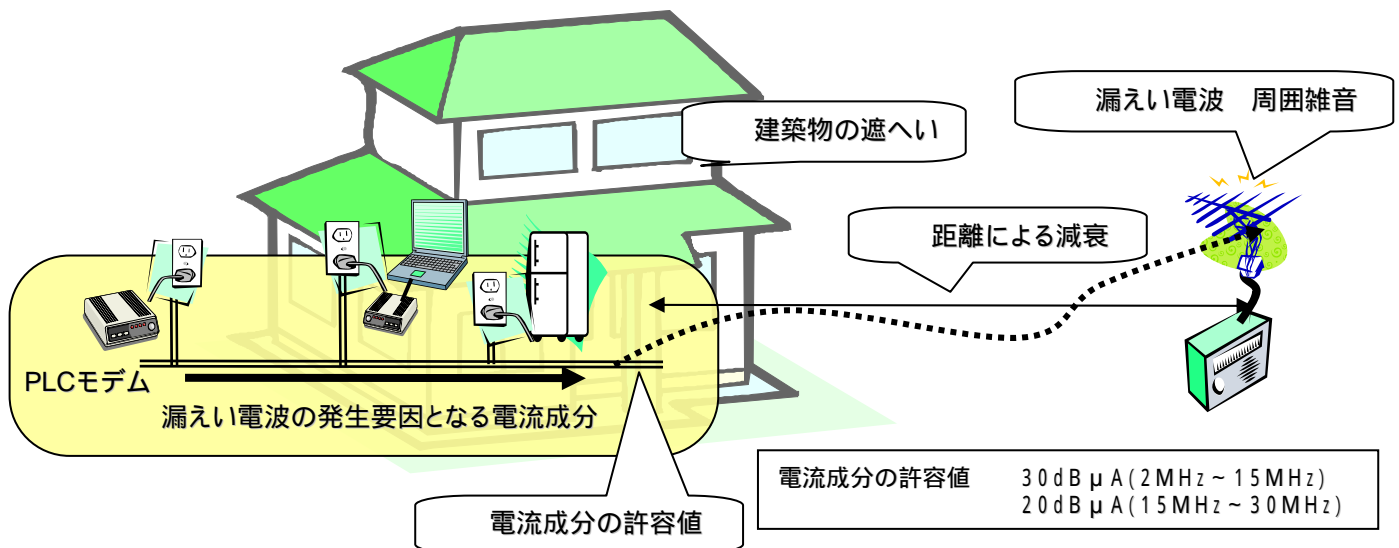 漏えい電波 周囲雑音
建築物の遮へい
距離による減衰
PLCモデム
漏えい電波の発生要因となる電流成分
電流成分の許容値
電流成分の許容値 30dBμA(2MHz~15MHz)
20dBμA(15MHz~30MHz)